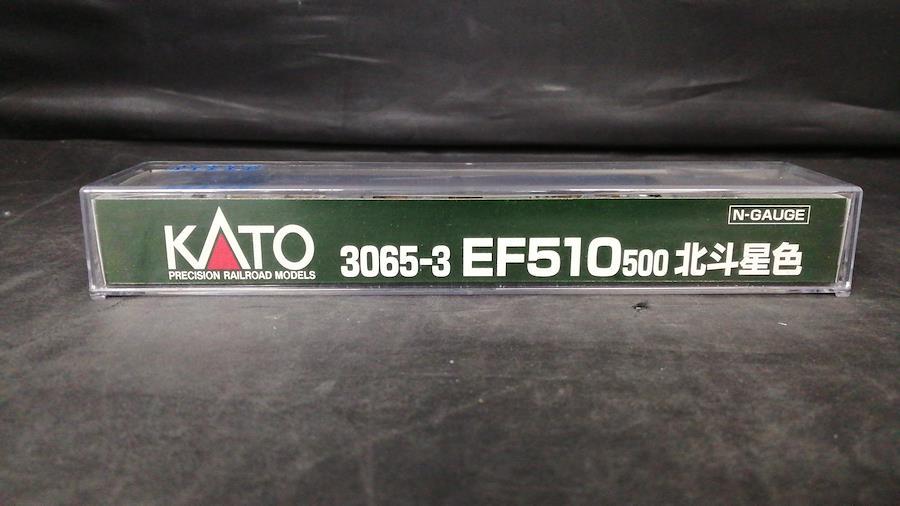 N-GAUGE
KATO
PRECISION RAILROAD MODELS
3065-3 EF510 500 北斗星色